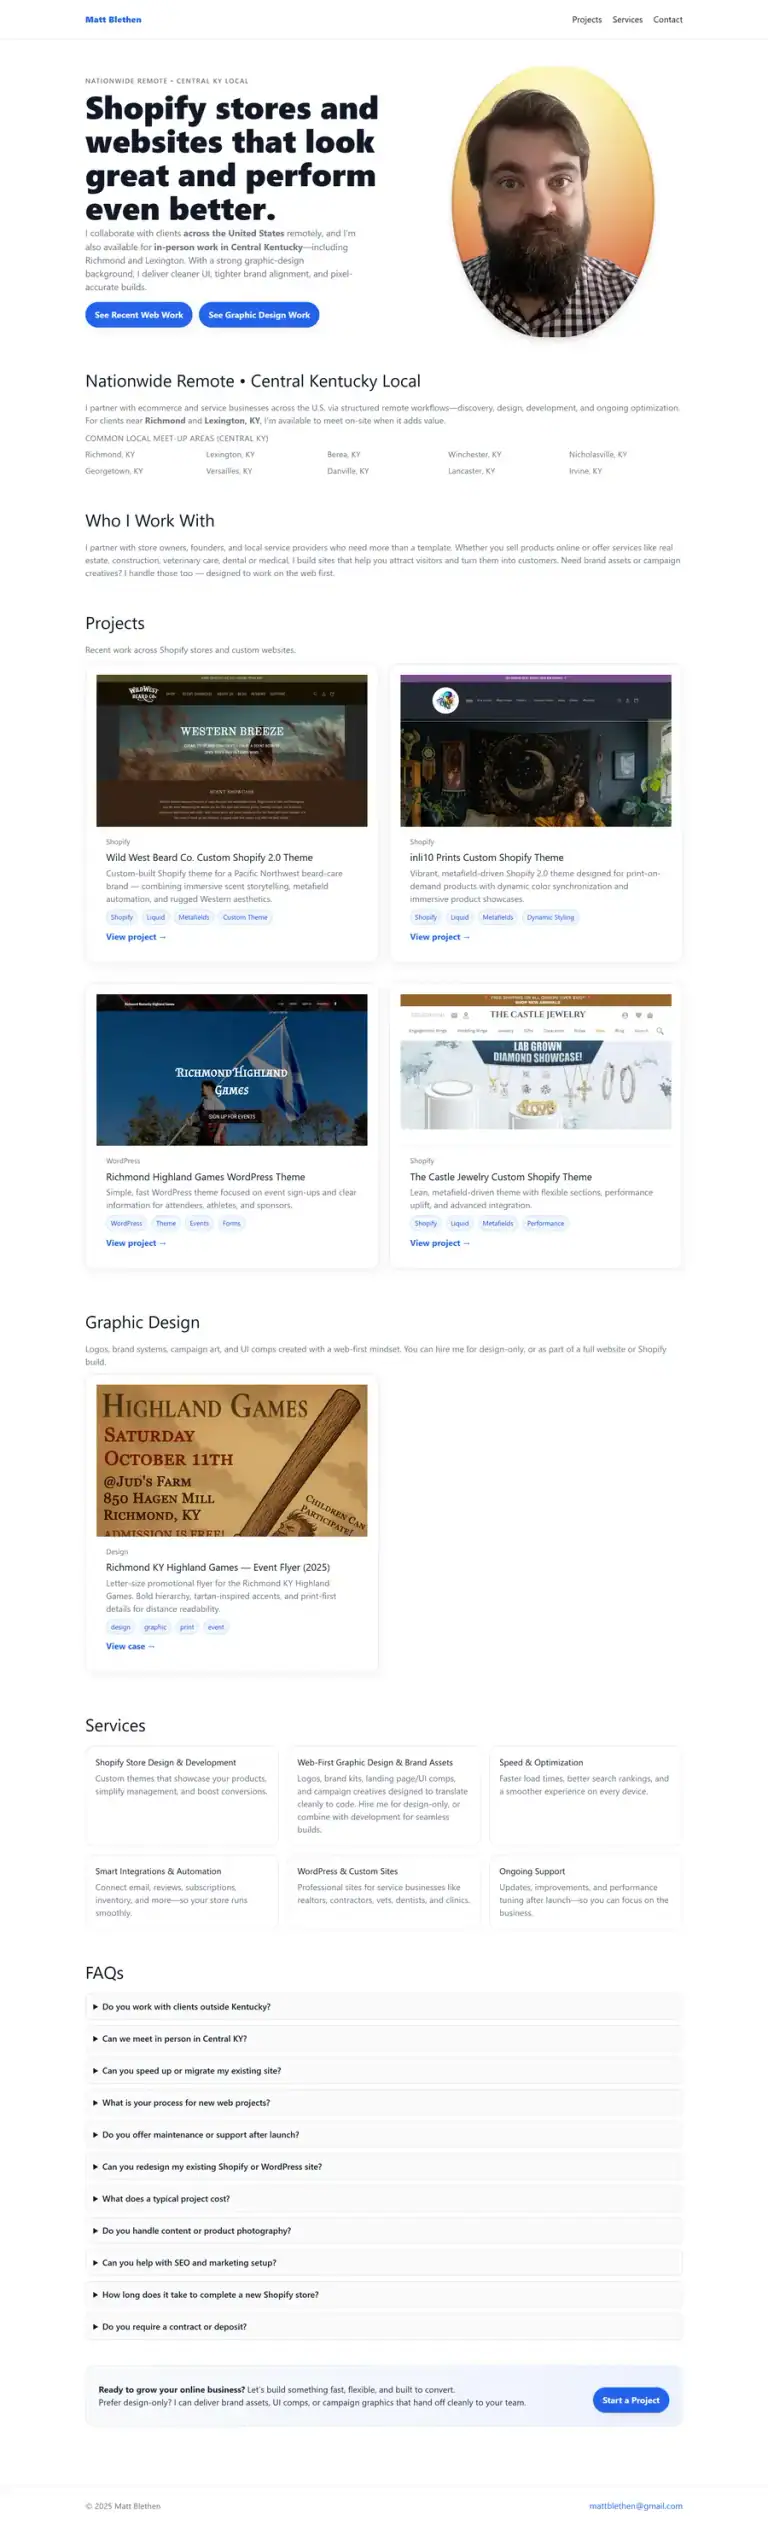 Matt Blethen
Projects Services Contact
NATIONWIDE REMOTE • CENTRAL KY LOCAL
Shopify stores and
websites that look
great and perform
even better.
I collaborate with clients across the United States remotely, and I'm
also available for in-person work in Central Kentucky—including
Richmond and Lexington. With a strong graphic-design
background, I deliver cleaner UI, tighter brand alignment, and pixel-
accurate builds.
See Recent Web Work
See Graphic Design Work
Nationwide Remote • Central Kentucky Local
I partner with ecommerce and service businesses across the U.S. via structured remote workflows—discovery, design, development, and ongoing optimization.
For clients near Richmond and Lexington, KY, I'm available to meet on-site when it adds value.
COMMON LOCAL MEET-UP AREAS (CENTRAL KY)
Richmond, KY Lexington, KY Berea, KY Winchester, KY Nicholasville, KY
Georgetown, KY Versailles, KY Danville, KY Lancaster, KY Irvine, KY
Who I Work With
I partner with store owners, founders, and local service providers who need more than a template. Whether you sell products online or offer services like real
estate, construction, veterinary care, dental or medical, I build sites that help you attract visitors and turn them into customers. Need brand assets or campaign
creatives? I handle those too — designed to work on the web first.
Projects
Recent work across Shopify stores and custom websites.
WILD WEST
BEARD CO.
WESTERN BREEZE
SCENT SHOWCASE
Shopify
Wild West Beard Co. Custom Shopify 2.0 Theme
Custom-built Shopify theme for a Pacific Northwest beard-care
brand — combining immersive scent storytelling, metafield
automation, and rugged Western aesthetics.
Shopify Liquid Metafields Custom Theme
View project →
Shopify
inli10 Prints Custom Shopify Theme
Vibrant, metafield-driven Shopify 2.0 theme designed for print-on-
demand products with dynamic color synchronization and
immersive product showcases.
Shopify Liquid Metafields Dynamic Styling
View project →
Richmond Kentucky Highland Games
RICHMOND HIGHLAND
GAMES
SIGN UP FOR EVENTS
WordPress
Richmond Highland Games WordPress Theme
Simple, fast WordPress theme focused on event sign-ups and clear
information for attendees, athletes, and sponsors.
WordPress Theme Events Forms
View project →
SHOP NEW ARRIVALS
THE CASTLE JEWELRY
Engagement Rings Wedding Rings Jewelry Gifts Blog Search
LAB GROWN
DIAMOND SHOWCASE!
Shopify
The Castle Jewelry Custom Shopify Theme
Lean, metafield-driven theme with flexible sections, performance
uplift, and advanced integration.
Shopify Liquid Metafields Performance
View project →
Graphic Design
Logos, brand systems, campaign art, and UI comps created with a web-first mindset. You can hire me for design-only, or as part of a full website or Shopify
build.
HIGHLAND GAMES
SATURDAY
OCTOBER 11TH
@JUD'S FARM
850 HAGEN MILL
RICHMOND, KY
ADMISSION IS FREE!
CHILDREN CAN
PARTICIPATE!
Design
Richmond KY Highland Games — Event Flyer (2025)
Letter-size promotional flyer for the Richmond KY Highland
Games. Bold hierarchy, tartan-inspired accents, and print-first
details for distance readability.
design graphic print event
View case →
Services
Shopify Store Design & Development
Custom themes that showcase your products,
simplify management, and boost conversions.
Web-First Graphic Design & Brand Assets
Logos, brand kits, landing page/UI comps,
and campaign creatives designed to translate
cleanly to code. Hire me for design-only, or
combine with development for seamless
builds.
Speed & Optimization
Faster load times, better search rankings, and
a smoother experience on every device.
Smart Integrations & Automation
Connect email, reviews, subscriptions,
inventory, and more—so your store runs
smoothly.
WordPress & Custom Sites
Professional sites for service businesses like
realtors, contractors, vets, dentists, and clinics.
Ongoing Support
Updates, improvements, and performance
tuning after launch—so you can focus on the
business.
FAQs
Do you work with clients outside Kentucky?
Can we meet in person in Central KY?
Can you speed up or migrate my existing site?
What is your process for new web projects?
Do you offer maintenance or support after launch?
Can you redesign my existing Shopify or WordPress site?
What does a typical project cost?
Do you handle content or product photography?
Can you help with SEO and marketing setup?
How long does it take to complete a new Shopify store?
Do you require a contract or deposit?
Ready to grow your online business? Let's build something fast, flexible, and built to convert.
Prefer design-only? I can deliver brand assets, UI comps, or campaign graphics that hand off cleanly to your team.
Start a Project
© 2025 Matt Blethen
mattblethen@gmail.com